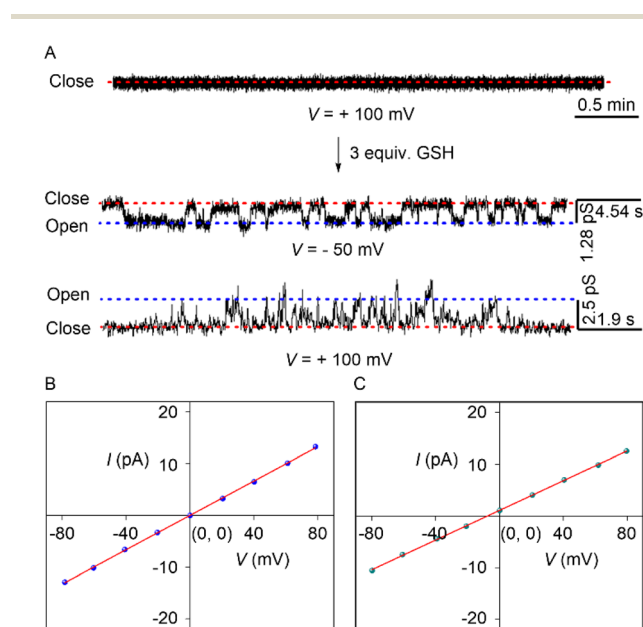 A
Close
0.5 min
V = + 100 mV
3 equiv. GSH
Close
Open
4.54 s
1.28 pS
V = - 50 mV
Open
Close
2.5 pS
1.9 s
V = + 100 mV
B
20
I (pA)
10
-80
-40
(0, 0)
40
80
V (mV)
-10
-20
C
20
I (pA)
10
-80
-40
(0, 0)
40
80
V (mV)
-10
-20